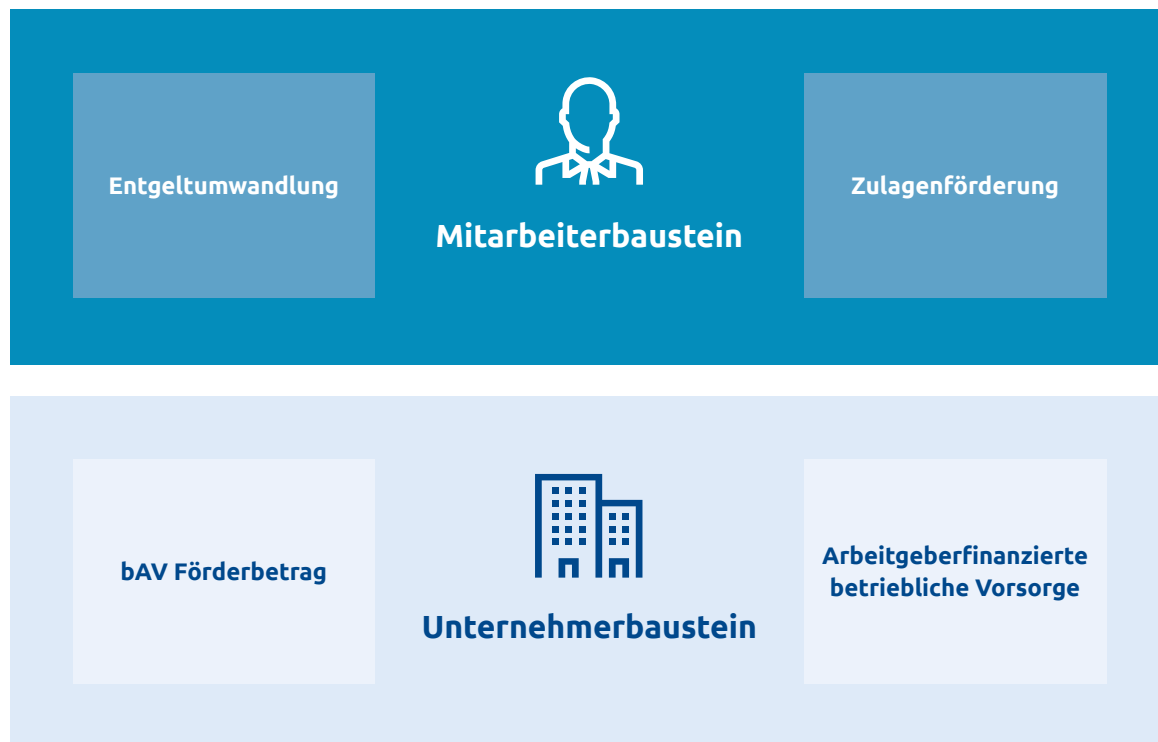 Entgeltumwandlung
Mitarbeiterbaustein
Zulagenförderung
bAV Förderbetrag
Unternehmerbaustein
Arbeitgeberfinanzierte
betriebliche Vorsorge